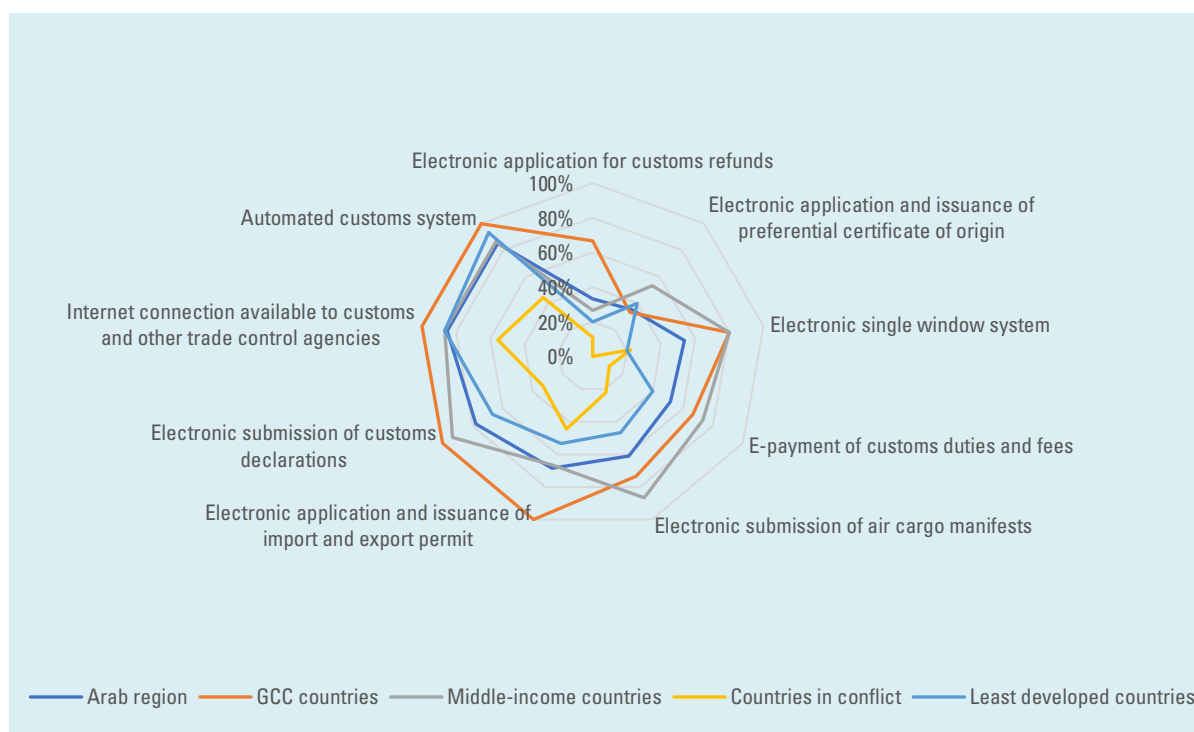 Electronic application for customs refunds
100%
80%
60%
40%
20%
0%
Electronic application and issuance of
preferential certificate of origin
Electronic single window system
E-payment of customs duties and fees
Electronic submission of air cargo manifests
Electronic application and issuance of
import and export permit
Electronic submission of customs
declarations
Internet connection available to customs
and other trade control agencies
Automated customs system
Arab region
GCC countries
Middle-income countries
Countries in conflict
Least developed countries